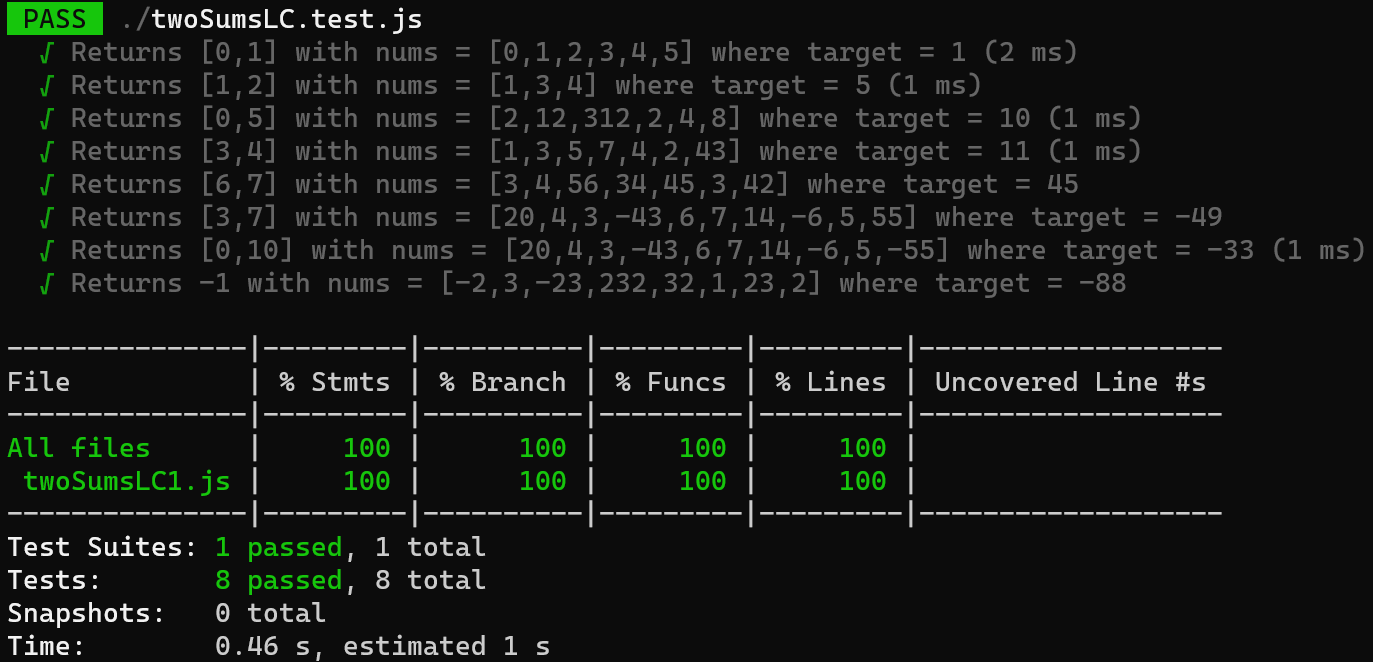 PASS ./twoSumsLC.test.js
√ Returns [0,1] with nums = [0,1,2,3,4,5] where target = 1 (2 ms)
√ Returns [1,2] with nums = [1,3,4] where target = 5 (1 ms)
√ Returns [0,5] with nums = [2,12,312,2,4,8] where target = 10 (1 ms)
√ Returns [3,4] with nums = [1,3,5,7,4,2,43] where target = 11 (1 ms)
√ Returns [6,7] with nums = [3,4,56,34,45,3,42] where target = 45
√ Returns [3,7] with nums = [20,4,3,-43,6,7,14,-6,5,55] where target = -49
√ Returns [0,10] with nums = [20,4,3,-43,6,7,14,-6,5,-55] where target = -33 (1 ms)
√ Returns -1 with nums = [-2,3,-23,232,32,1,23,2] where target = -88
---------------|---------|----------|---------|---------|-------------------
File           | % Stmts | % Branch | % Funcs | % Lines | Uncovered Line #s
---------------|---------|----------|---------|---------|-------------------
All files      |     100 |      100 |     100 |     100 |
 twoSumsLC1.js |     100 |      100 |     100 |     100 |
---------------|---------|----------|---------|---------|-------------------
Test Suites: 1 passed, 1 total
Tests:       8 passed, 8 total
Snapshots:   0 total
Time:        0.46 s, estimated 1 s